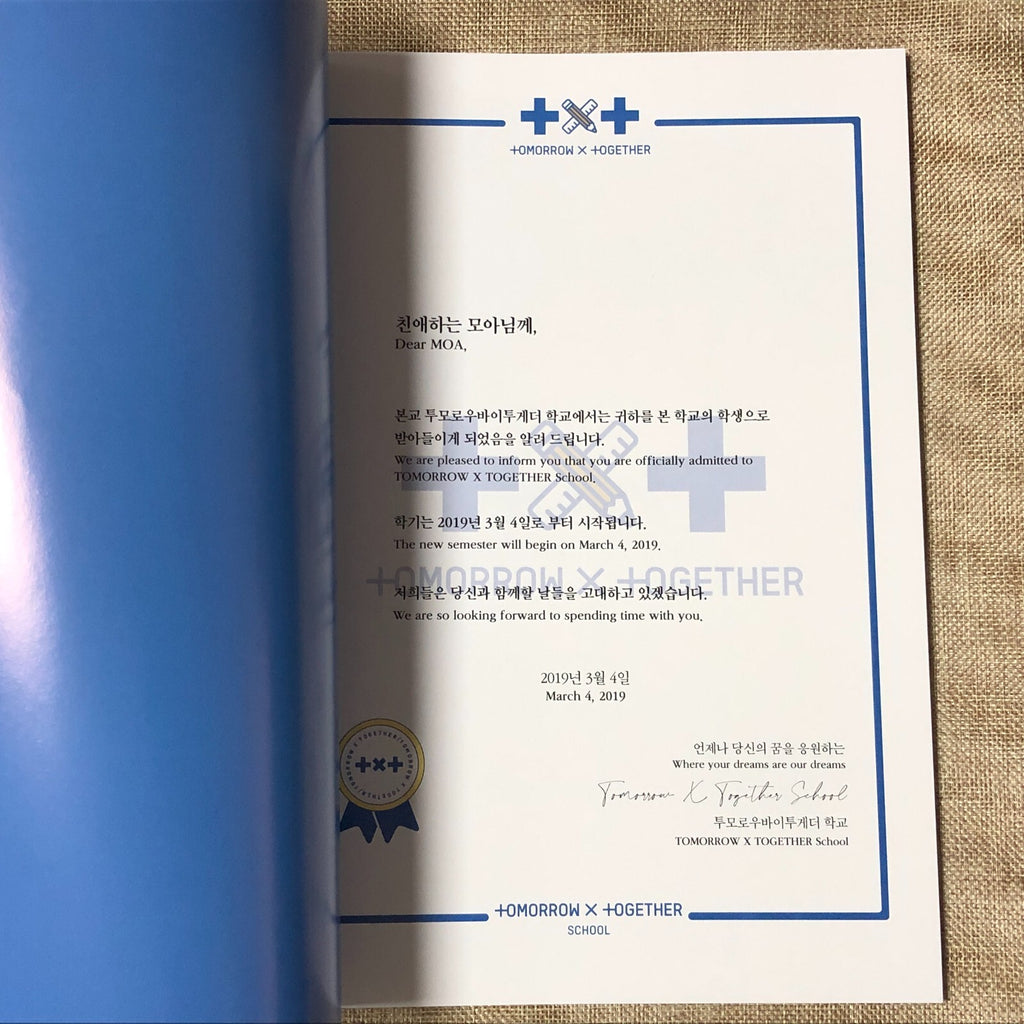 +x+
TOMORROW X TOGETHER
친애하는 모아님께,
Dear MOA,
본교 투모로우바이투게더 학교에서는 귀하를 본 학교의 학생으로
받아들이게 되었음을 알려 드립니다.
We are pleased to inform you that you are officially admitted to
TOMORROW X TOGETHER School.
학기는 2019년 3월 4일로 부터 시작됩니다.
The new semester will begin on March 4, 2019.
TOMORROW X TOGETHER
저희들은 당신과 함께할 날들을 고대하고 있겠습니다.
We are so looking forward to spending time with you.
2019년 3월 4일
March 4, 2019
언제나 당신의 꿈을 응원하는
Where your dreams are our dreams
Tomorrow X Together School
투모로우바이투게더 학교
TOMORROW X TOGETHER School
+x+
TOMORROW X TOGETHER
SCHOOL